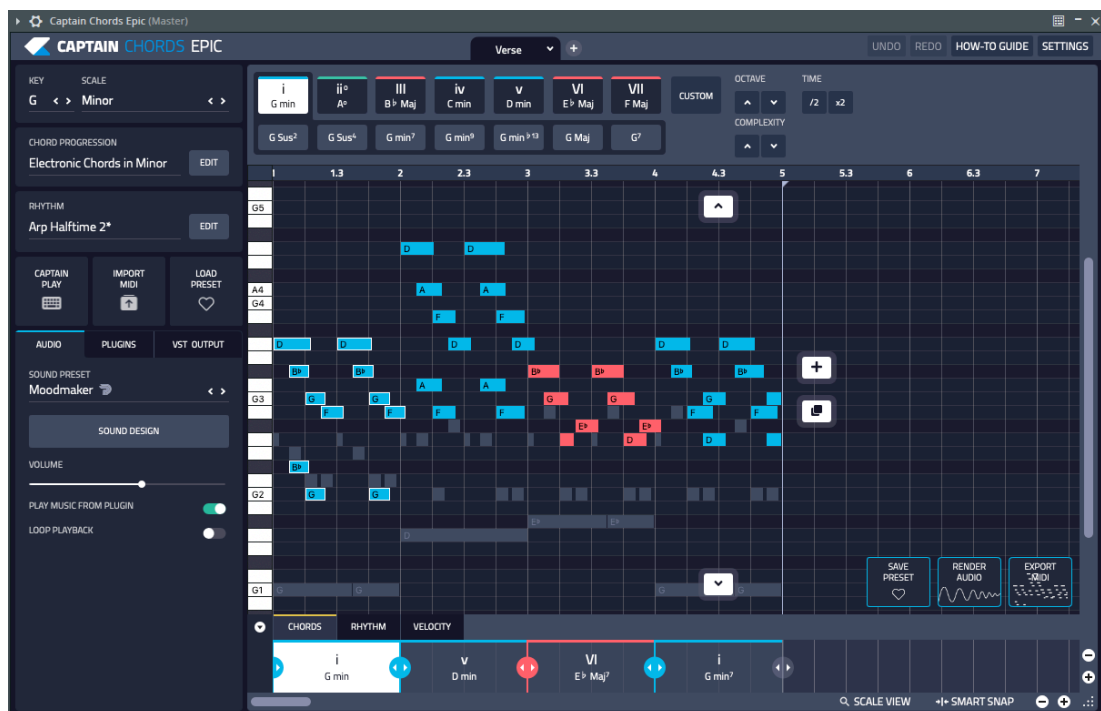 Captain Chords Epic (Master)
CAPTAIN CHORDS EPIC
Verse
UNDO REDO HOW-TO GUIDE SETTINGS
KEY SCALE
G Minor
CHORD PROGRESSION
Electronic Chords in Minor EDIT
RHYTHM
Arp Halftime 2* EDIT
CAPTAIN PLAY
IMPORT MIDI
LOAD PRESET
AUDIO PLUGINS VST OUTPUT
SOUND PRESET
Moodmaker
SOUND DESIGN
VOLUME
PLAY MUSIC FROM PLUGIN
LOOP PLAYBACK
i ii° III iv v VI VII
G min A° B♭ Maj C min D min E♭ Maj F Maj
CUSTOM
G Sus² G Sus⁴ G min⁷ G min⁹ G min♭¹³ G Maj G⁷
OCTAVE TIME
/2 x2
COMPLEXITY
1 1.3 2 2.3 3 3.3 4 4.3 5 5.3 6 6.3 7
G5
D D
A4 A A
G4
F F
D D D D D D
B♭ B♭ B♭ B♭ B♭ B♭
A A
G3 G G G G G
F F F F F F
E♭ E♭
D D
B♭
G2 G G
E♭ E♭
D
G1 G G G G
SAVE PRESET
RENDER AUDIO
EXPORT MIDI
CHORDS RHYTHM VELOCITY
i v VI i
G min D min E♭ Maj⁷ G min⁷
SCALE VIEW SMART SNAP